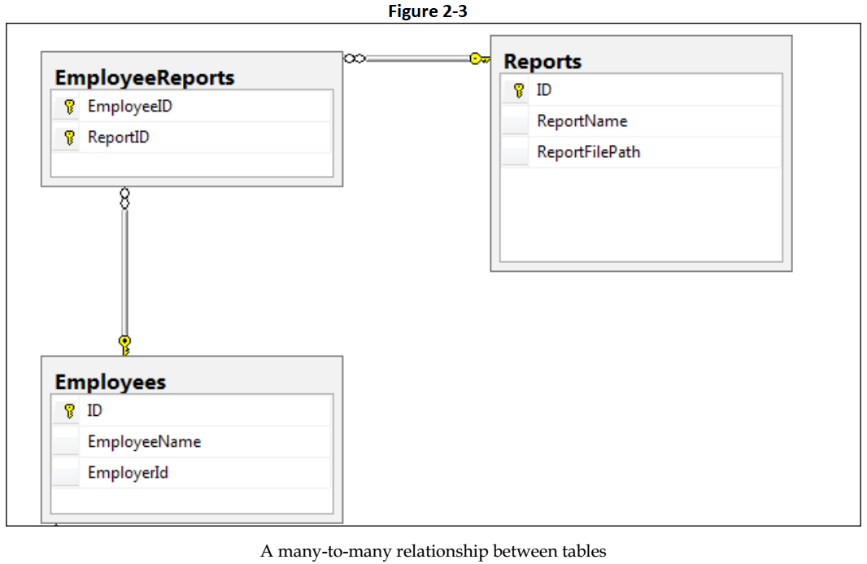 Figure 2-3
EmployeeReports
EmployeeID
ReportID
Reports
ID
ReportName
ReportFilePath
Employees
ID
EmployeeName
EmployerId
A many-to-many relationship between tables